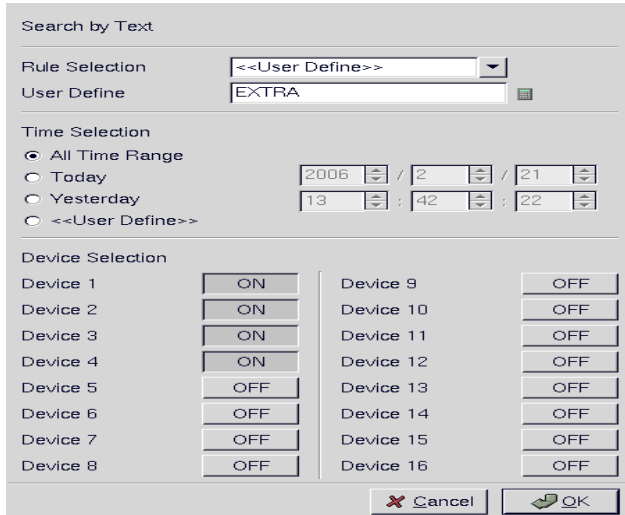 Search by Text
Rule Selection <<User Define>>
User Define EXTRA
Time Selection
All Time Range
Today 2006 / 2 / 21
Yesterday 13 : 42 : 22
<<User Define>>
Device Selection
Device 1 ON Device 9 OFF
Device 2 ON Device 10 OFF
Device 3 ON Device 11 OFF
Device 4 ON Device 12 OFF
Device 5 OFF Device 13 OFF
Device 6 OFF Device 14 OFF
Device 7 OFF Device 15 OFF
Device 8 OFF Device 16 OFF
Cancel OK